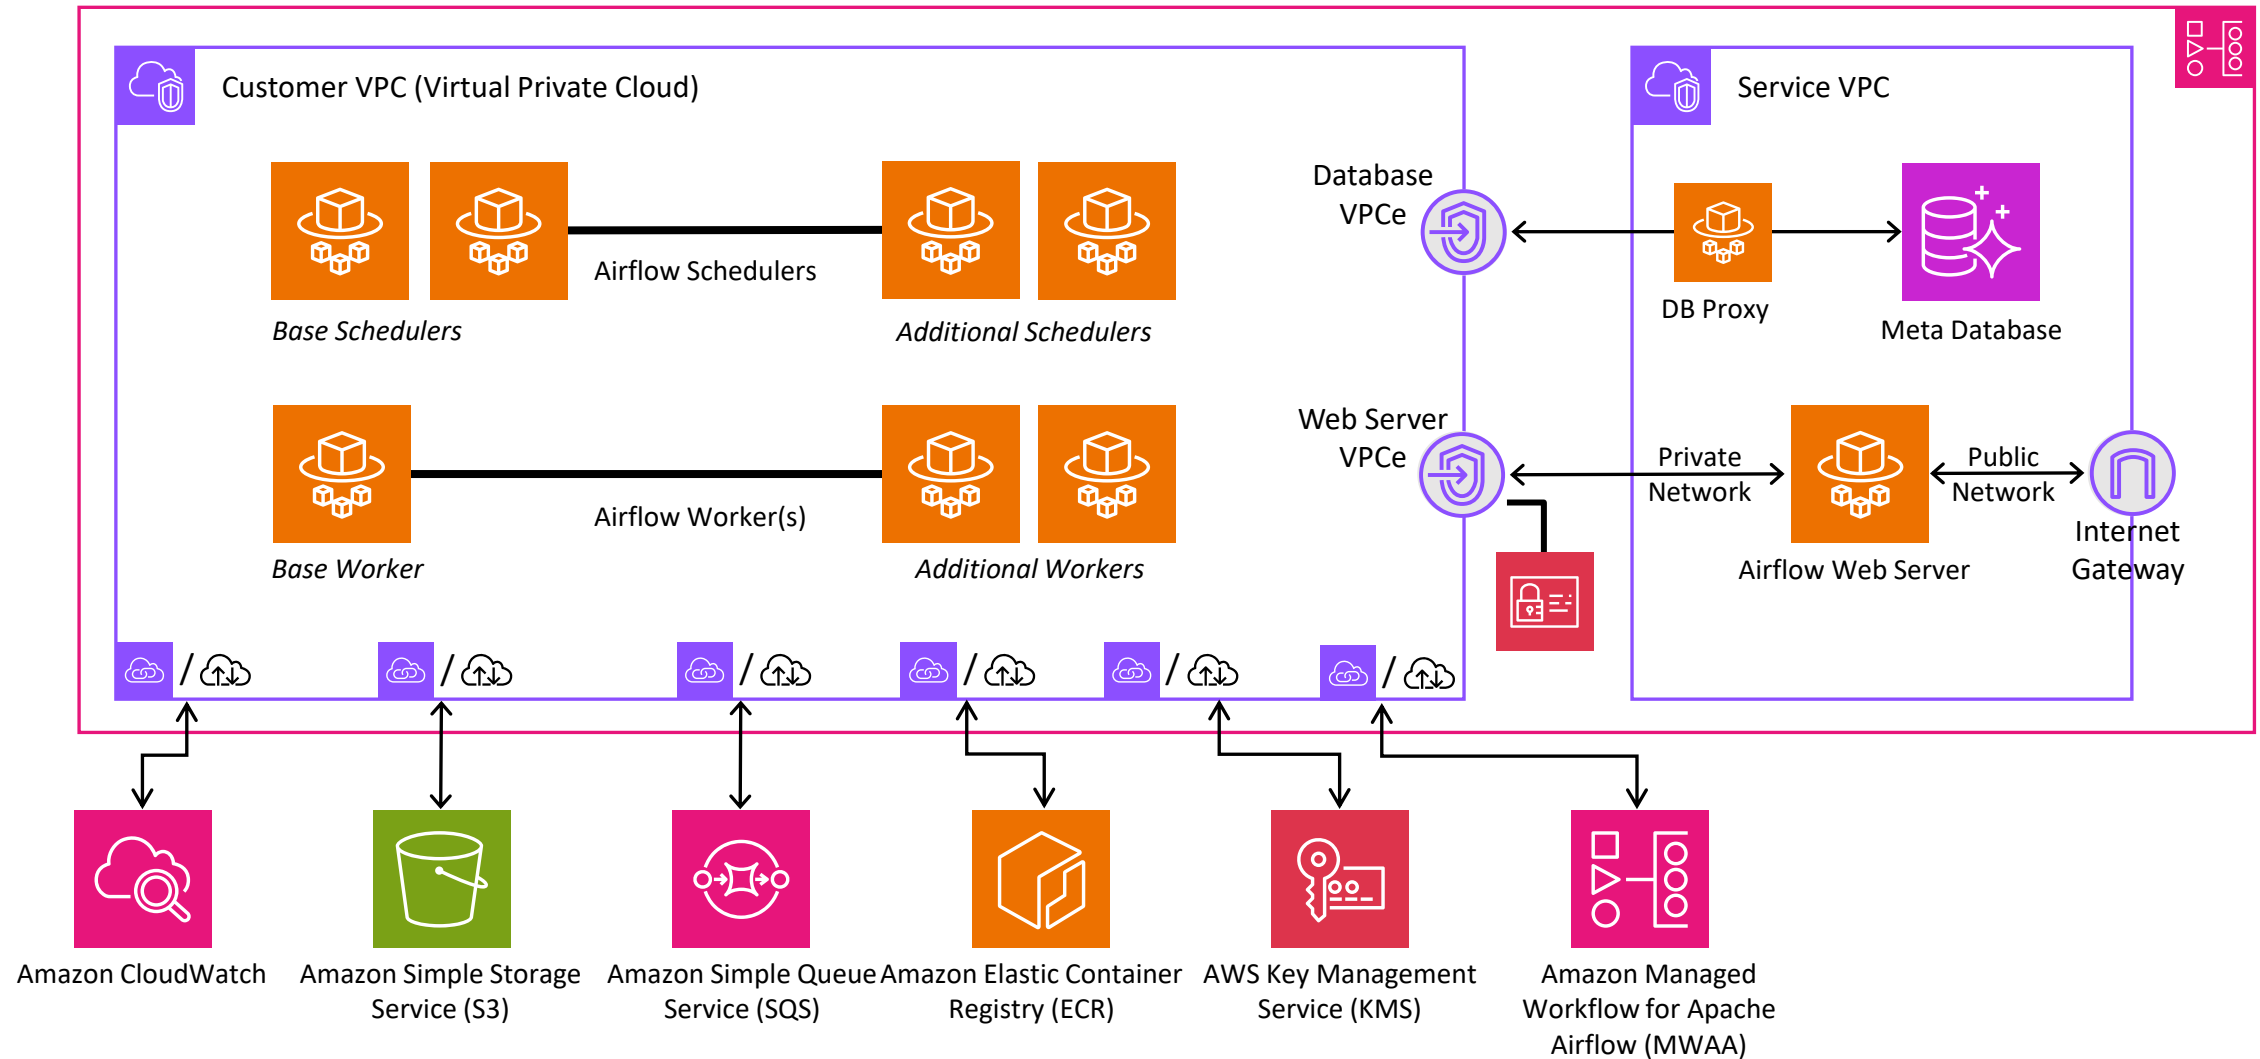 Customer VPC (Virtual Private Cloud)
Service VPC
Database
VPCe
Airflow Schedulers
Base Schedulers
Additional Schedulers
DB Proxy
Meta Database
Web Server
VPCe
Private
Network
Public
Network
Airflow Worker(s)
Base Worker
Additional Workers
Airflow Web Server
Internet
Gateway
/
/
/
/
/
/
Amazon CloudWatch
Amazon Simple Storage
Service (S3)
Amazon Simple Queue
Service (SQS)
Amazon Elastic Container
Registry (ECR)
AWS Key Management
Service (KMS)
Amazon Managed
Workflow for Apache
Airflow (MWAA)